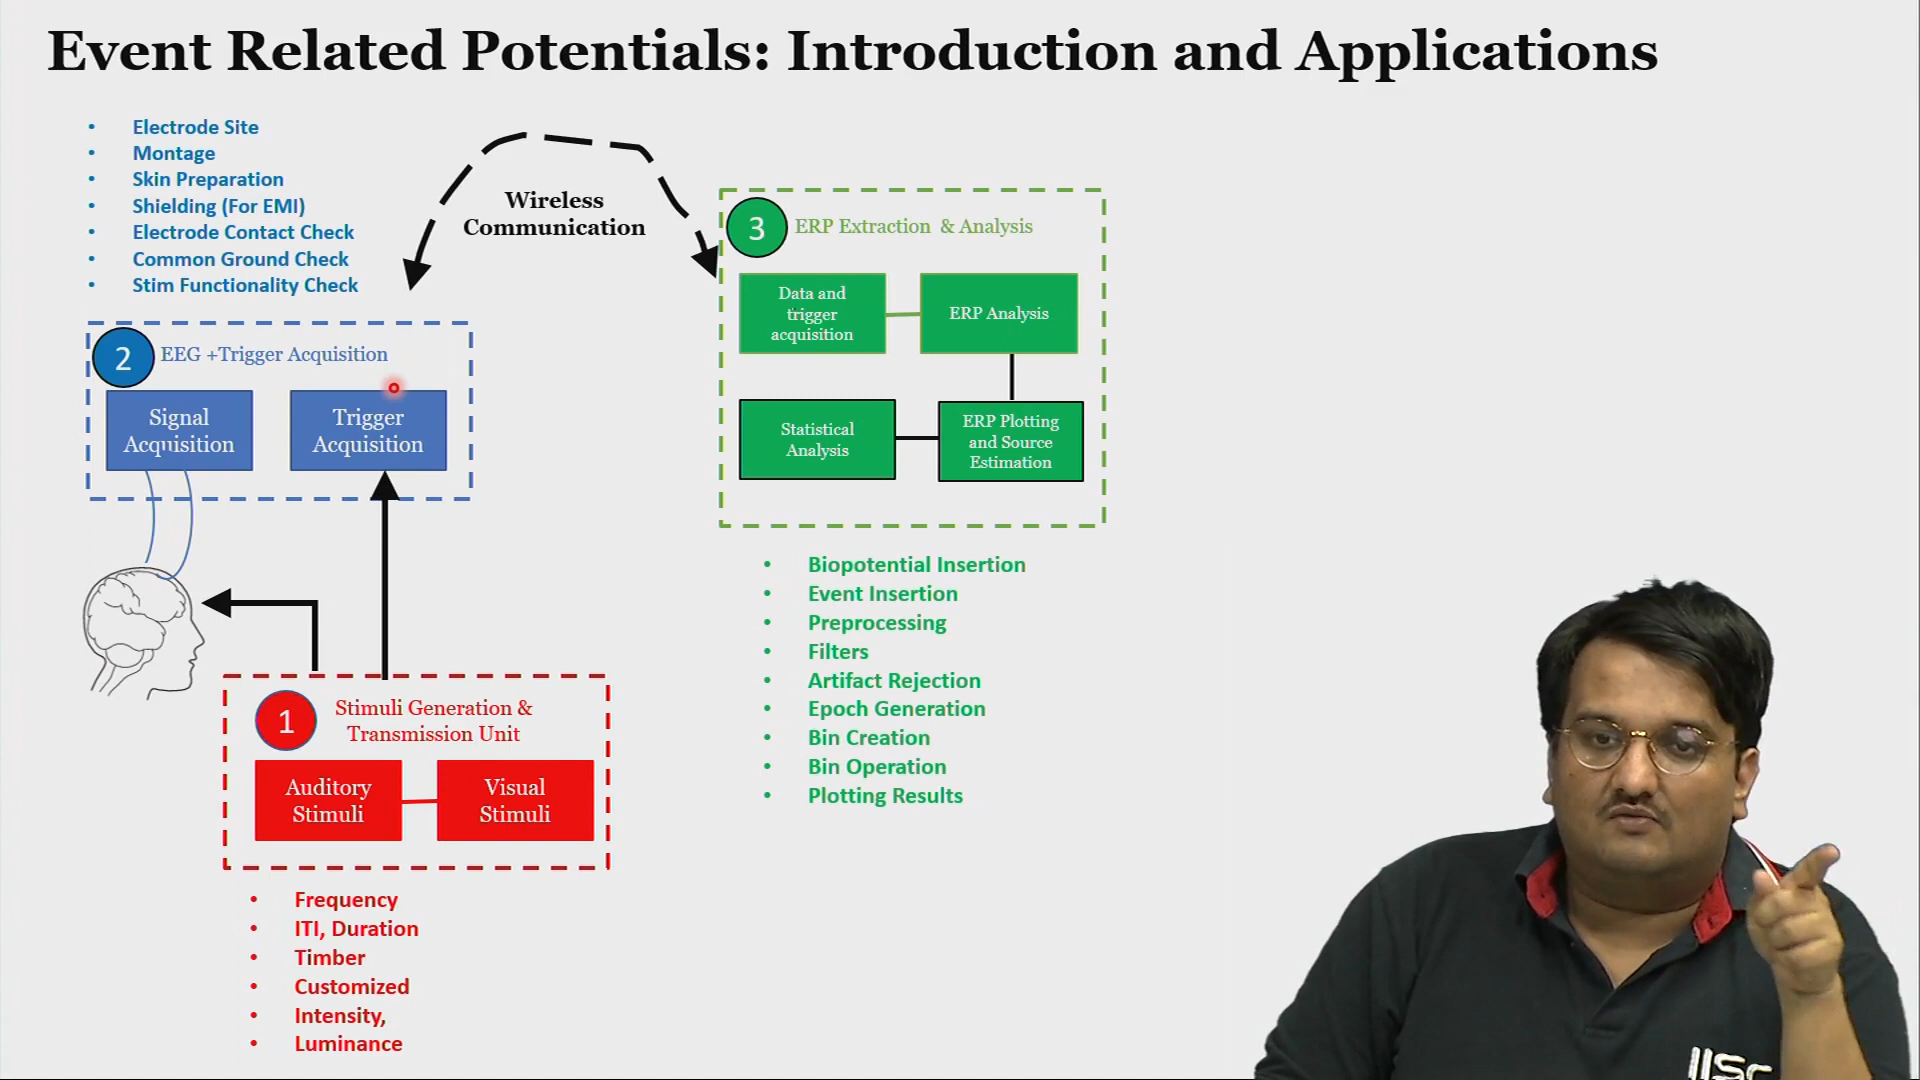 Event Related Potentials: Introduction and Applications
• Electrode Site
• Montage
• Skin Preparation
• Shielding (For EMI)
• Electrode Contact Check
• Common Ground Check
• Stim Functionality Check
Wireless
Communication
2
EEG +Trigger Acquisition
Signal
Acquisition
Trigger
Acquisition
1
Stimuli Generation &
Transmission Unit
Auditory
Stimuli
Visual
Stimuli
• Frequency
• ITI, Duration
• Timber
• Customized
• Intensity,
• Luminance
3
ERP Extraction & Analysis
Data and
trigger
acquisition
ERP Analysis
Statistical
Analysis
ERP Plotting
and Source
Estimation
• Biopotential Insertion
• Event Insertion
• Preprocessing
• Filters
• Artifact Rejection
• Epoch Generation
• Bin Creation
• Bin Operation
• Plotting Results
IISc